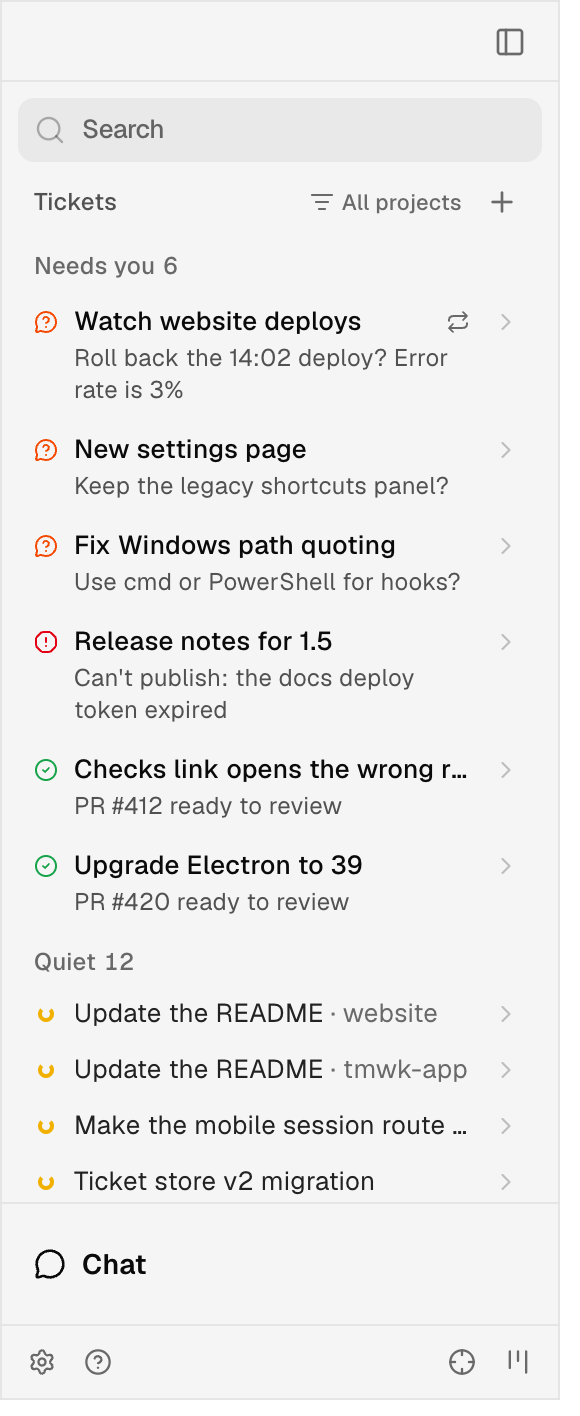 Search
Tickets
All projects
Needs you 6
Watch website deploys
Roll back the 14:02 deploy? Error
rate is 3%
New settings page
Keep the legacy shortcuts panel?
Fix Windows path quoting
Use cmd or PowerShell for hooks?
Release notes for 1.5
Can't publish: the docs deploy
token expired
Checks link opens the wrong r...
PR #412 ready to review
Upgrade Electron to 39
PR #420 ready to review
Quiet 12
Update the README · website
Update the README · tmwk-app
Make the mobile session route ...
Ticket store v2 migration
Chat